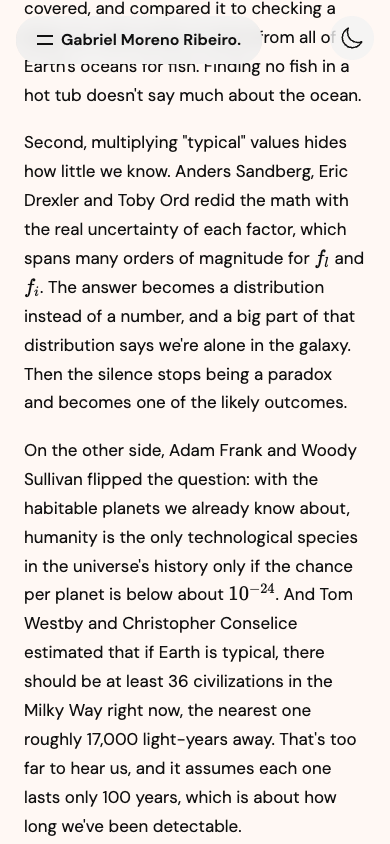 covered, and compared it to checking a
Gabriel Moreno Ribeiro. from all of
Earth's oceans for fish. Finding no fish in a
hot tub doesn't say much about the ocean.
Second, multiplying "typical" values hides
how little we know. Anders Sandberg, Eric
Drexler and Toby Ord redid the math with
the real uncertainty of each factor, which
spans many orders of magnitude for f_l and
f_i. The answer becomes a distribution
instead of a number, and a big part of that
distribution says we're alone in the galaxy.
Then the silence stops being a paradox
and becomes one of the likely outcomes.
On the other side, Adam Frank and Woody
Sullivan flipped the question: with the
habitable planets we already know about,
humanity is the only technological species
in the universe's history only if the chance
per planet is below about 10⁻²⁴. And Tom
Westby and Christopher Conselice
estimated that if Earth is typical, there
should be at least 36 civilizations in the
Milky Way right now, the nearest one
roughly 17,000 light-years away. That's too
far to hear us, and it assumes each one
lasts only 100 years, which is about how
long we've been detectable.